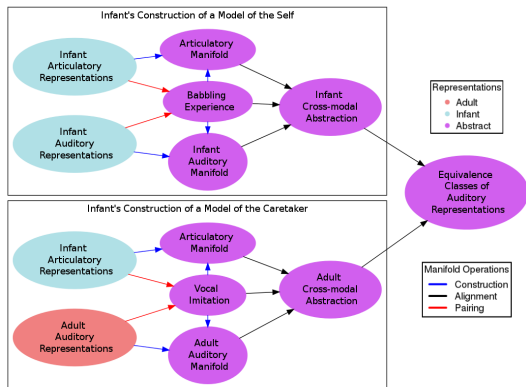 Infant's Construction of a Model of the Self
Infant
Articulatory
Representations
Articulatory
Manifold
Babbling
Experience
Infant
Auditory
Representations
Infant
Auditory
Manifold
Infant
Cross-modal
Abstraction
Representations
Adult
Infant
Abstract
Equivalence
Classes of
Auditory
Representations
Infant's Construction of a Model of the Caretaker
Infant
Articulatory
Representations
Articulatory
Manifold
Vocal
Imitation
Adult
Auditory
Representations
Adult
Auditory
Manifold
Adult
Cross-modal
Abstraction
Manifold Operations
Construction
Alignment
Pairing